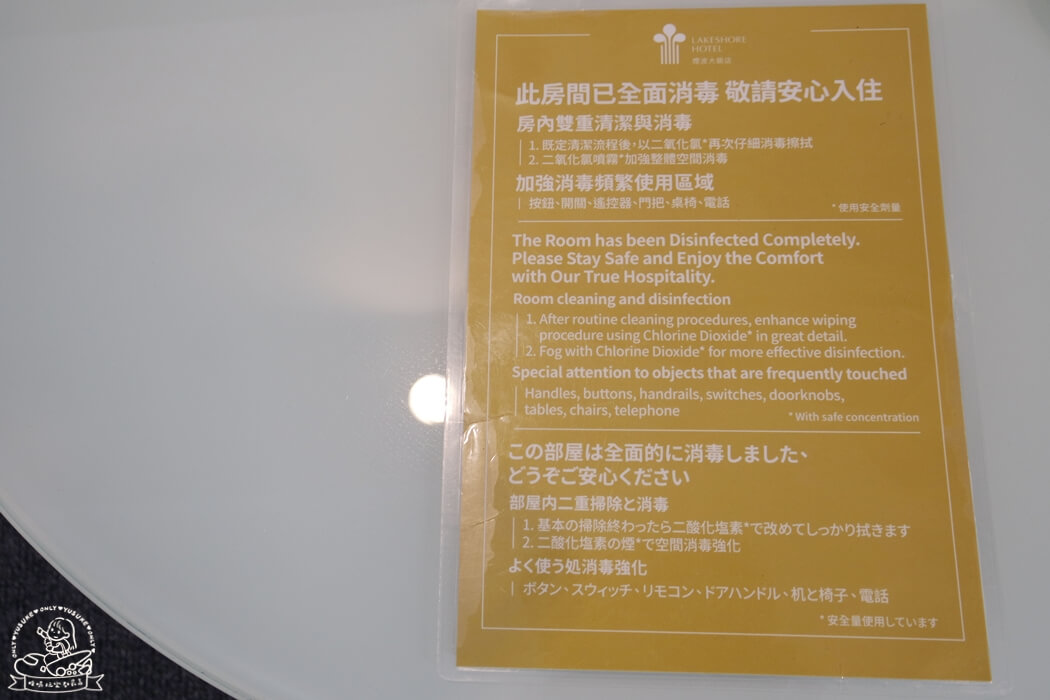 LAKESHORE
HOTEL
煙波大飯店
此房間已全面消毒 敬請安心入住
房內雙重清潔與消毒
1. 既定清潔流程後，以二氧化氯*再次仔細消毒擦拭
2. 二氧化氯噴霧*加強整體空間消毒
加強消毒頻繁使用區域
按鈕、開關、遙控器、門把、桌椅、電話
*使用安全劑量
The Room has been Disinfected Completely.
Please Stay Safe and Enjoy the Comfort
with Our True Hospitality.
Room cleaning and disinfection
1. After routine cleaning procedures, enhance wiping
procedure using Chlorine Dioxide* in great detail.
2. Fog with Chlorine Dioxide* for more effective disinfection.
Special attention to objects that are frequently touched
Handles, buttons, handrails, switches, doorknobs,
tables, chairs, telephone
* With safe concentration
この部屋は全面的に消毒しました、
どうぞご安心ください
部屋内二重掃除と消毒
1. 基本の掃除終わったら二酸化塩素*で改めてしっかり拭きます
2. 二酸化塩素の煙*で空間消毒強化
よく使う処消毒強化
ボタン、スウィッチ、リモコン、ドアハンドル、机と椅子、電話
*安全量使用しています
ONLY♥YUSUKE♥ONLY♥YUSUKE♥ONLY